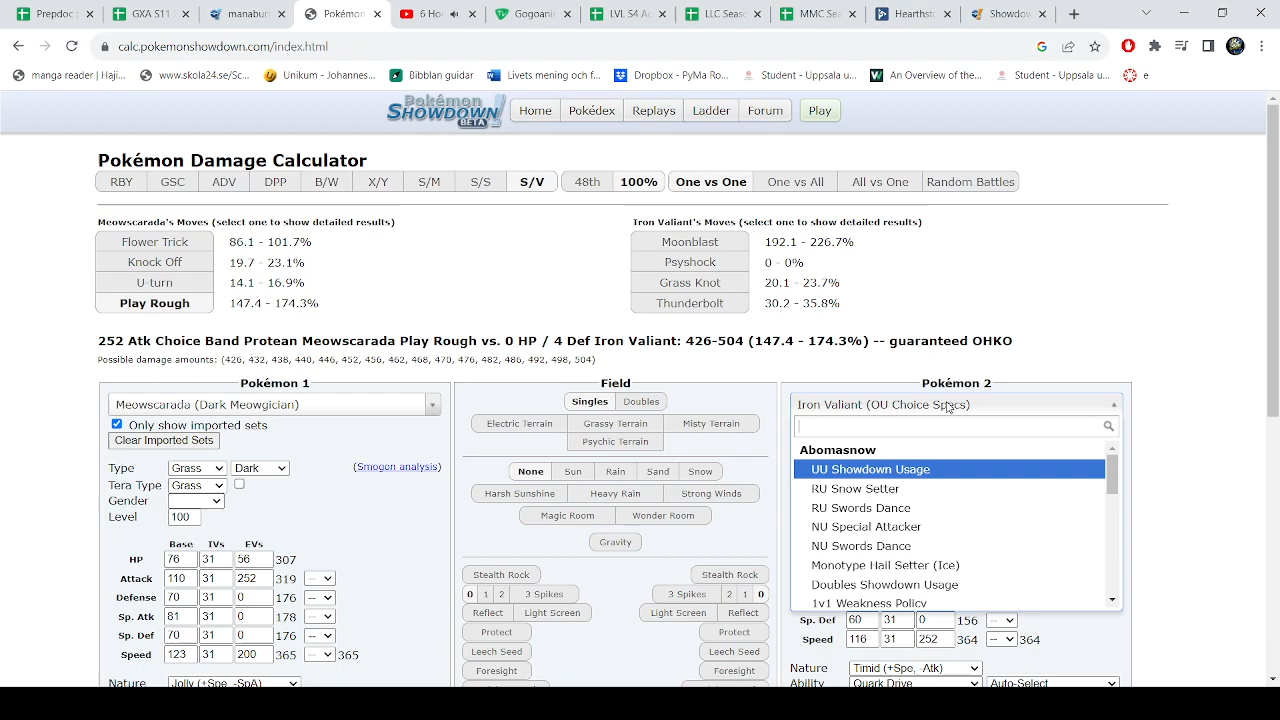 Prepdoc pa
GXA S11 
manaburn
Pokémon
6 Hou
Gogoanin
LVL S4 A
LLC Seaso
MML Sea
Hearthsto
Showdow
calc.pokemonshowdown.com/index.html
manga reader | Haji...
www.skola24.se/Sc...
Unikum - Johannes...
Bibblan guidar
Livets mening och f...
Dropbox - PyMa Ro...
Student - Uppsala u...
An Overview of the...
Student - Uppsala u...
e
Pokémon
SHOWDOWN!
BETA
Home
Pokédex
Replays
Ladder
Forum
Play
Pokémon Damage Calculator
RBY GSC ADV DPP B/W X/Y S/M S/S S/V 48th 100% One vs One One vs All All vs One Random Battles
Meowscarada's Moves (select one to show detailed results)
Flower Trick 86.1 - 101.7%
Knock Off 19.7 - 23.1%
U-turn 14.1 - 16.9%
Play Rough 147.4 - 174.3%
Iron Valiant's Moves (select one to show detailed results)
Moonblast 192.1 - 226.7%
Psyshock 0 - 0%
Grass Knot 20.1 - 23.7%
Thunderbolt 30.2 - 35.8%
252 Atk Choice Band Protean Meowscarada Play Rough vs. 0 HP / 4 Def Iron Valiant: 426-504 (147.4 - 174.3%) -- guaranteed OHKO
Possible damage amounts: (426, 432, 438, 440, 446, 452, 456, 462, 468, 470, 476, 482, 486, 492, 498, 504)
Pokémon 1
Meowscarada (Dark Meowgician)
Only show imported sets
Clear Imported Sets
Type Grass Dark (Smogon analysis)
Tera Type Grass
Gender
Level 100
Base IVs EVs
HP 76 31 56 307
Attack 110 31 252 319 --
Defense 70 31 0 176 --
Sp. Atk 81 31 0 176 --
Sp. Def 70 31 0 176 --
Speed 123 31 200 365 -- 365
Nature Jolly (+Spe, -SpA)
Field
Singles Doubles
Electric Terrain Grassy Terrain Misty Terrain
Psychic Terrain
None Sun Rain Sand Snow
Harsh Sunshine Heavy Rain Strong Winds
Magic Room Wonder Room
Gravity
Stealth Rock Stealth Rock
0 1 2 3 Spikes 3 Spikes 2 1 0
Reflect Light Screen Light Screen Reflect
Protect Protect
Leech Seed Leech Seed
Foresight Foresight
Pokémon 2
Iron Valiant (OU Choice Specs)
Abomasnow
UU Showdown Usage
RU Snow Setter
RU Swords Dance
NU Special Attacker
NU Swords Dance
Monotype Hail Setter (Ice)
Doubles Showdown Usage
1v1 Weakness Policy
Sp. Def 60 31 0 156 --
Speed 116 31 252 364 -- 364
Nature Timid (+Spe, -Atk)
Ability Quark Drive Auto-Select